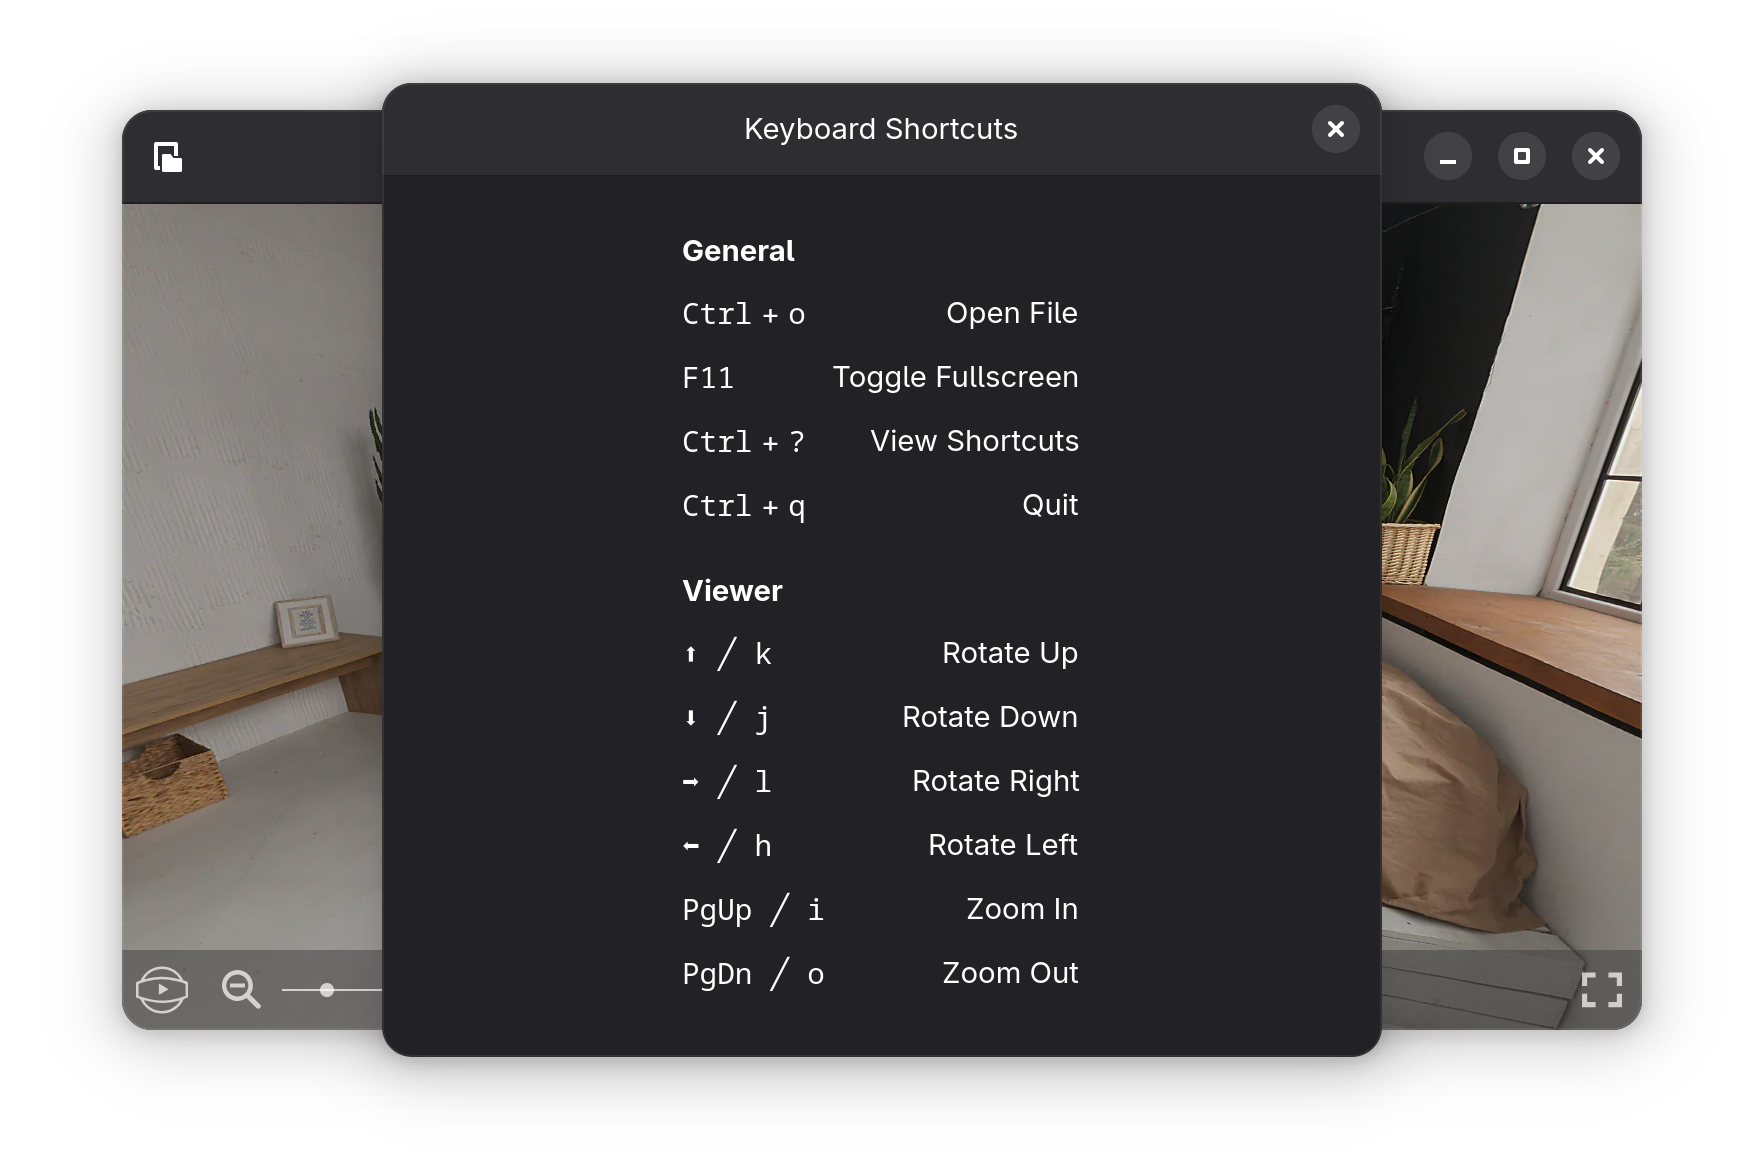 Keyboard Shortcuts
General
Ctrl + o Open File
F11 Toggle Fullscreen
Ctrl + ? View Shortcuts
Ctrl + q Quit
Viewer
⬆ / k Rotate Up
⬇ / j Rotate Down
➡ / l Rotate Right
⬅ / h Rotate Left
PgUp / i Zoom In
PgDn / o Zoom Out